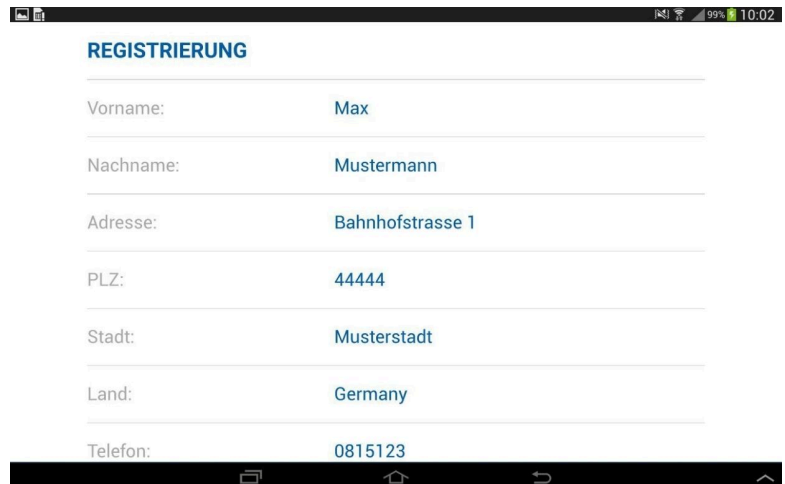 99% 10:02
REGISTRIERUNG
Vorname: Max
Nachname: Mustermann
Adresse: Bahnhofstrasse 1
PLZ: 44444
Stadt: Musterstadt
Land: Germany
Telefon: 0815123